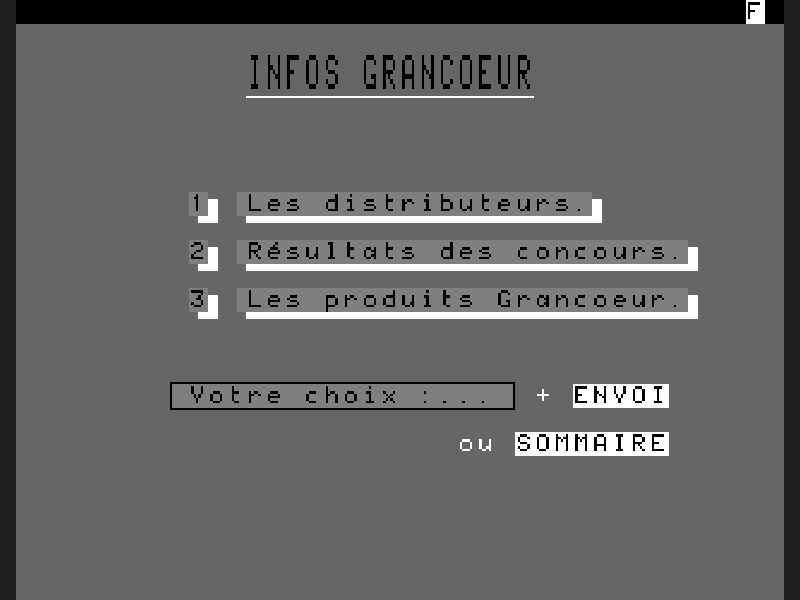 F
INFOS GRANCOEUR
1 Les distributeurs.
2 Résultats des concours.
3 Les produits Grancoeur.
Votre choix :... + ENVOI
ou SOMMAIRE